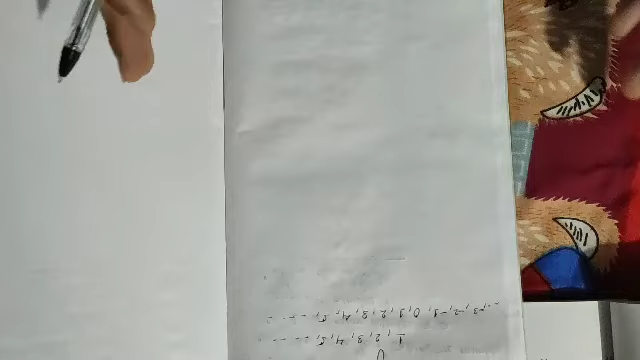 1, 2, 3, 4, 5, - - - -
..., -3, -2, -1, 0, 1, 2, 3, 4, 5, - - - -